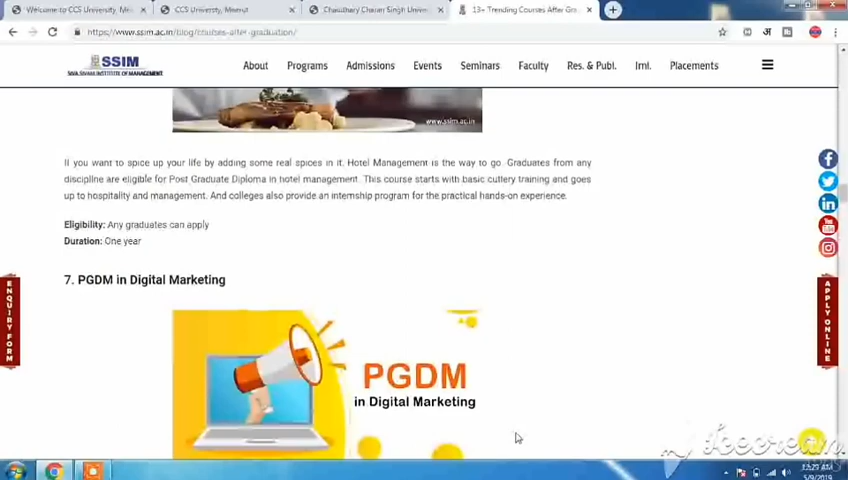 Welcome to CCS University, Me
CCS University, Meerut
Chaudhary Charan Singh Univer
13+ Trending Courses After Gra
https://www.ssim.ac.in/blog/courses-after-graduation/
SSIM
SIVA SIVANI INSTITUTE OF MANAGEMENT
About Programs Admissions Events Seminars Faculty Res. & Publ. Intl. Placements
www.ssim.ac.in
If you want to spice up your life by adding some real spices in it, Hotel Management is the way to go. Graduates from any
discipline are eligible for Post Graduate Diploma in hotel management. This course starts with basic cutlery training and goes
up to hospitality and management. And colleges also provide an internship program for the practical hands-on experience.
Eligibility: Any graduates can apply
Duration: One year
7. PGDM in Digital Marketing
ENQUIRY FORM
APPLY ONLINE
PGDM
in Digital Marketing
Icecream
5/9/2019